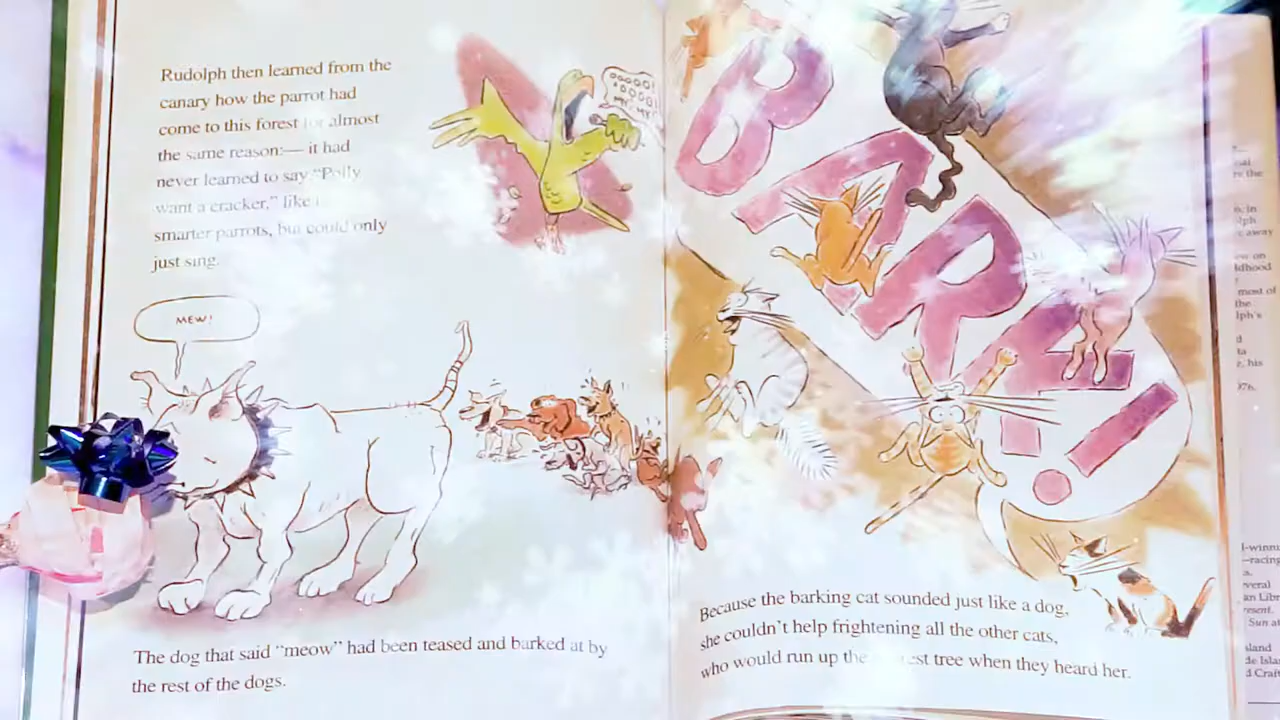 Rudolph then learned from the
canary how the parrot had
come to this forest for almost
the same reason:— it had
never learned to say "Polly
want a cracker," like
smarter parrots, but could only
just sing.
OOOOO!
OOOOO!
MY, MY!
MEW!
The dog that said "meow" had been teased and barked at by
the rest of the dogs.
BARK!
Because the barking cat sounded just like a dog,
she couldn't help frightening all the other cats,
who would run up the tree when they heard her.